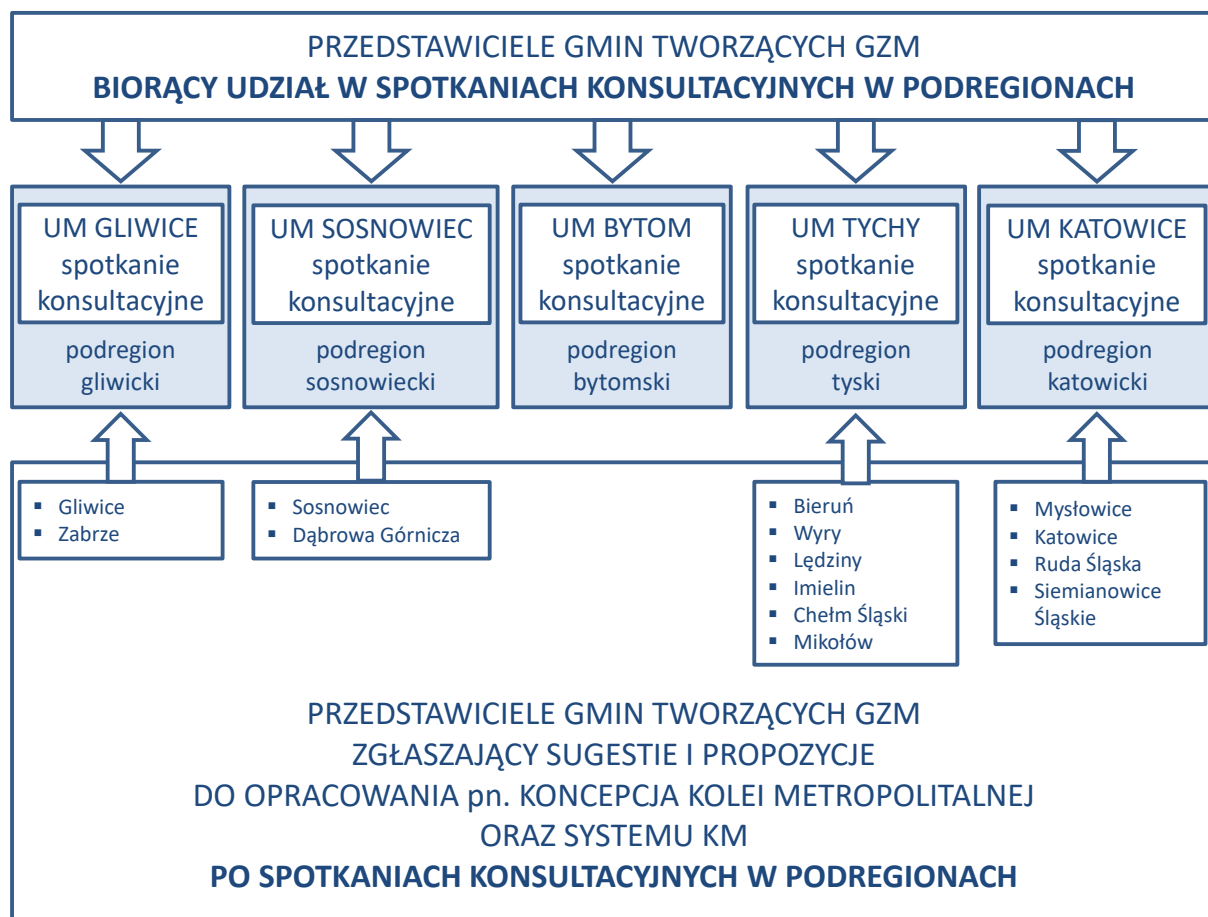 PRZEDSTAWICIELE GMIN TWORZĄCYCH GZM
BIORĄCY UDZIAŁ W SPOTKANIACH KONSULTACYJNYCH W PODREGIONACH
UM GLIWICE
spotkanie
konsultacyjne
podregion
gliwicki
UM SOSNOWIEC
spotkanie
konsultacyjne
podregion
sosnowiecki
UM BYTOM
spotkanie
konsultacyjne
podregion
bytomski
UM TYCHY
spotkanie
konsultacyjne
podregion
tyski
UM KATOWICE
spotkanie
konsultacyjne
podregion
katowicki
▪ Gliwice
▪ Zabrze
▪ Sosnowiec
▪ Dąbrowa Górnicza
▪ Bieruń
▪ Wyry
▪ Lędziny
▪ Imielin
▪ Chełm Śląski
▪ Mikołów
▪ Mysłowice
▪ Katowice
▪ Ruda Śląska
▪ Siemianowice
Śląskie
PRZEDSTAWICIELE GMIN TWORZĄCYCH GZM
ZGŁASZAJĄCY SUGESTIE I PROPOZYCJE
DO OPRACOWANIA pn. KONCEPCJA KOLEI METROPOLITALNEJ
ORAZ SYSTEMU KM
PO SPOTKANIACH KONSULTACYJNYCH W PODREGIONACH